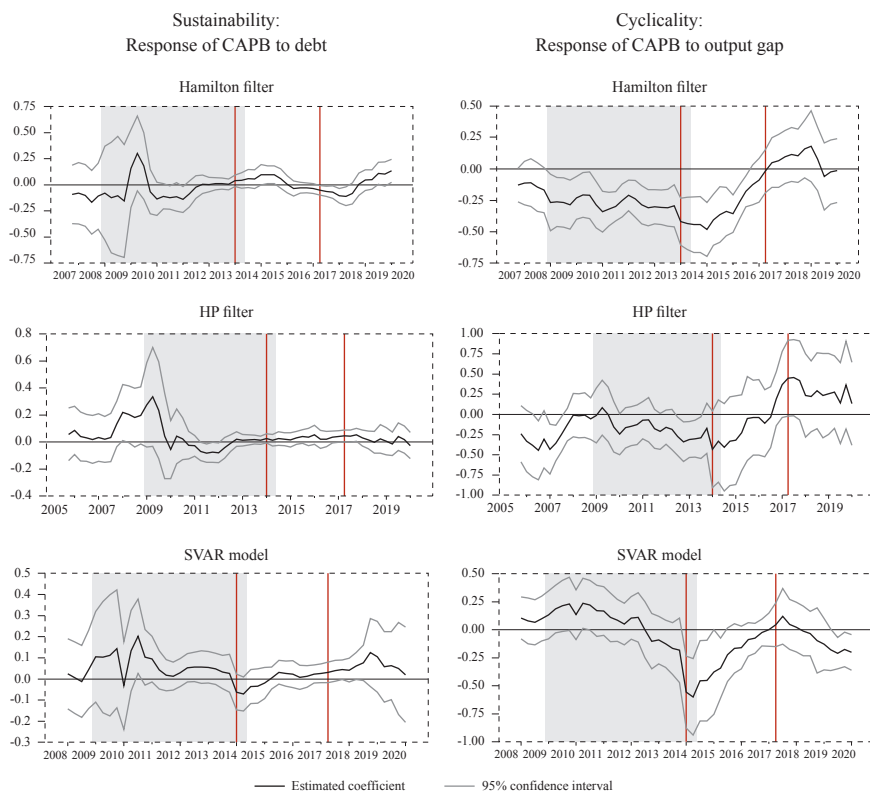 Sustainability:
Response of CAPB to debt
Cyclicality:
Response of CAPB to output gap
Hamilton filter
0.75
0.50
0.25
0.00
-0.25
-0.50
-0.75
2007 2008 2009 2010 2011 2012 2013 2014 2015 2016 2017 2018 2019 2020
Hamilton filter
0.50
0.25
0.00
-0.25
-0.50
-0.75
2007 2008 2009 2010 2011 2012 2013 2014 2015 2016 2017 2018 2019 2020
HP filter
0.8
0.6
0.4
0.2
0.0
-0.2
-0.4
2005 2007 2009 2011 2013 2015 2017 2019
HP filter
1.00
0.75
0.50
0.25
0.00
-0.25
-0.50
-0.75
-1.00
2005 2007 2009 2011 2013 2015 2017 2019
SVAR model
0.5
0.4
0.3
0.2
0.1
0.0
-0.1
-0.2
-0.3
2008 2009 2010 2011 2012 2013 2014 2015 2016 2017 2018 2019 2020
SVAR model
0.50
0.25
0.00
-0.25
-0.50
-0.75
-1.00
2008 2009 2010 2011 2012 2013 2014 2015 2016 2017 2018 2019 2020
Estimated coefficient
95% confidence interval